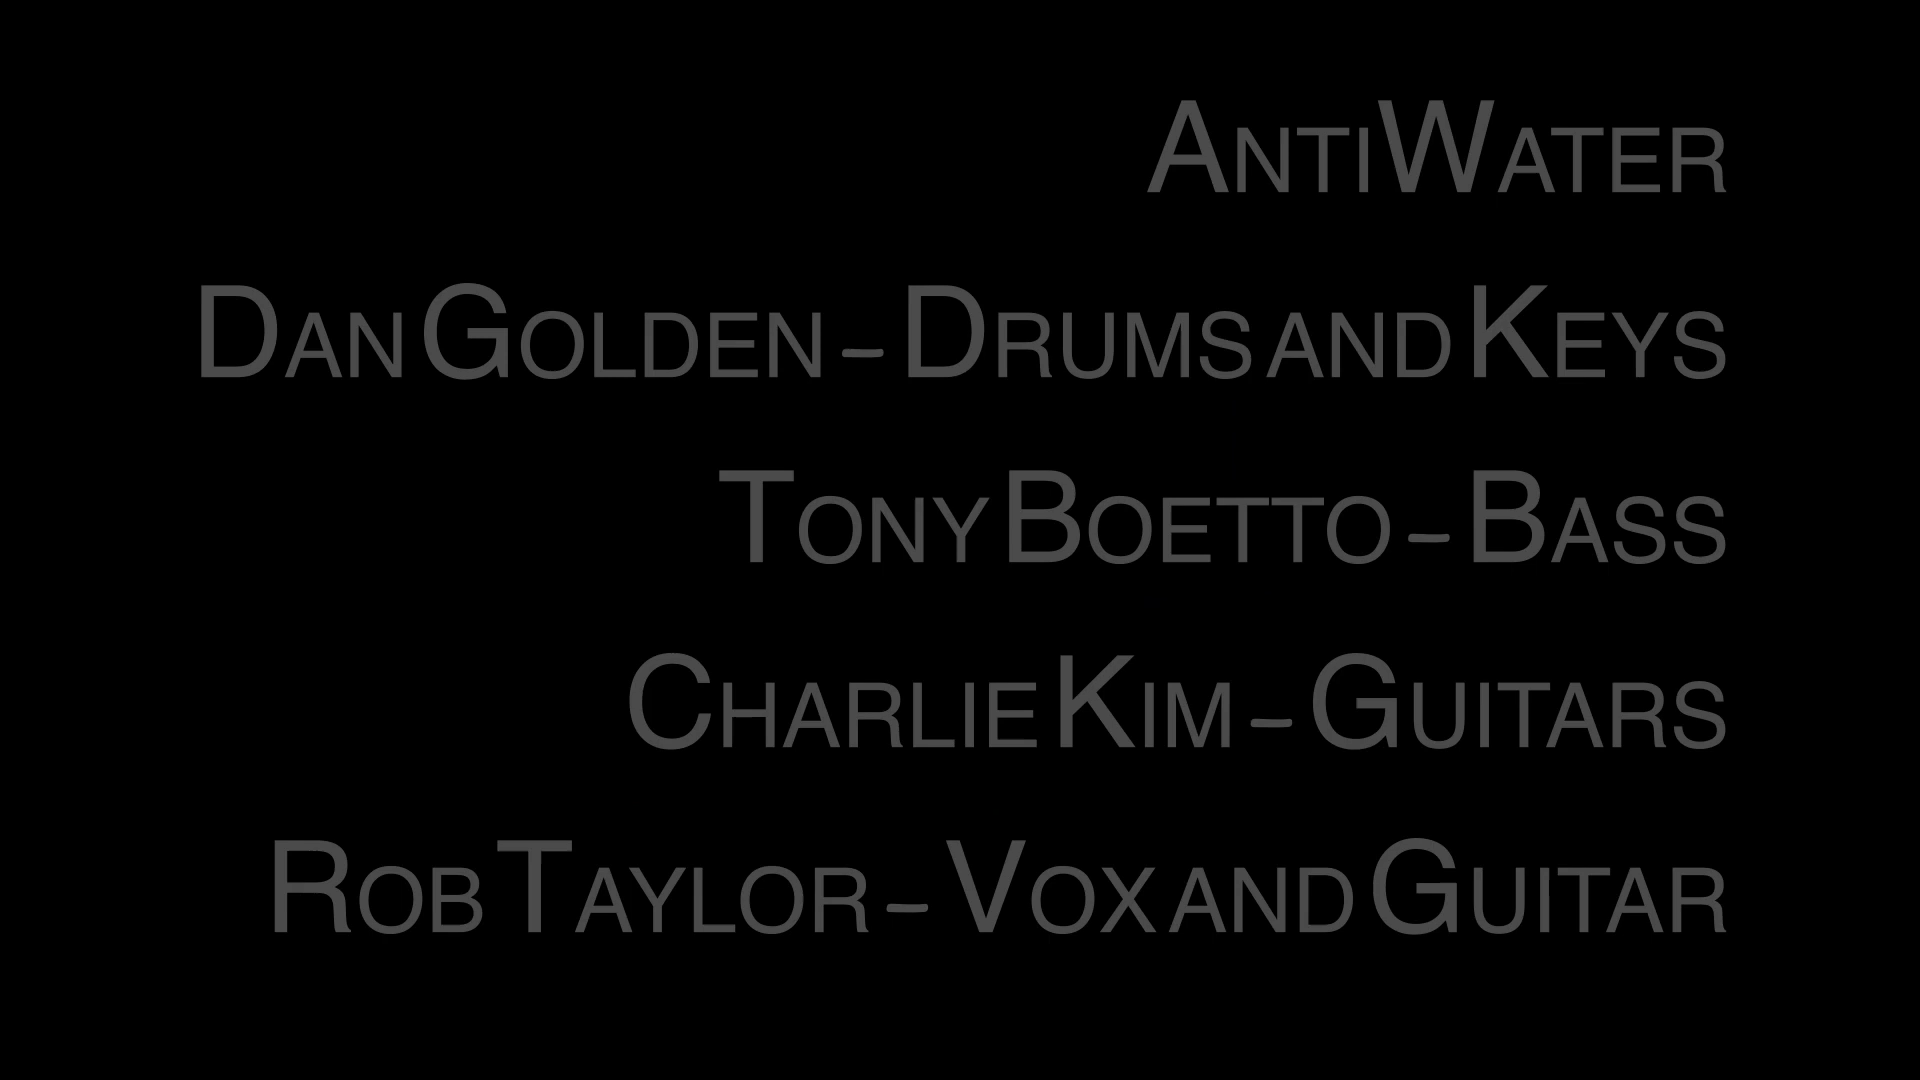 AntiWater
Dan Golden - Drums and Keys
Tony Boetto - Bass
Charlie Kim - Guitars
Rob Taylor - Vox and Guitar